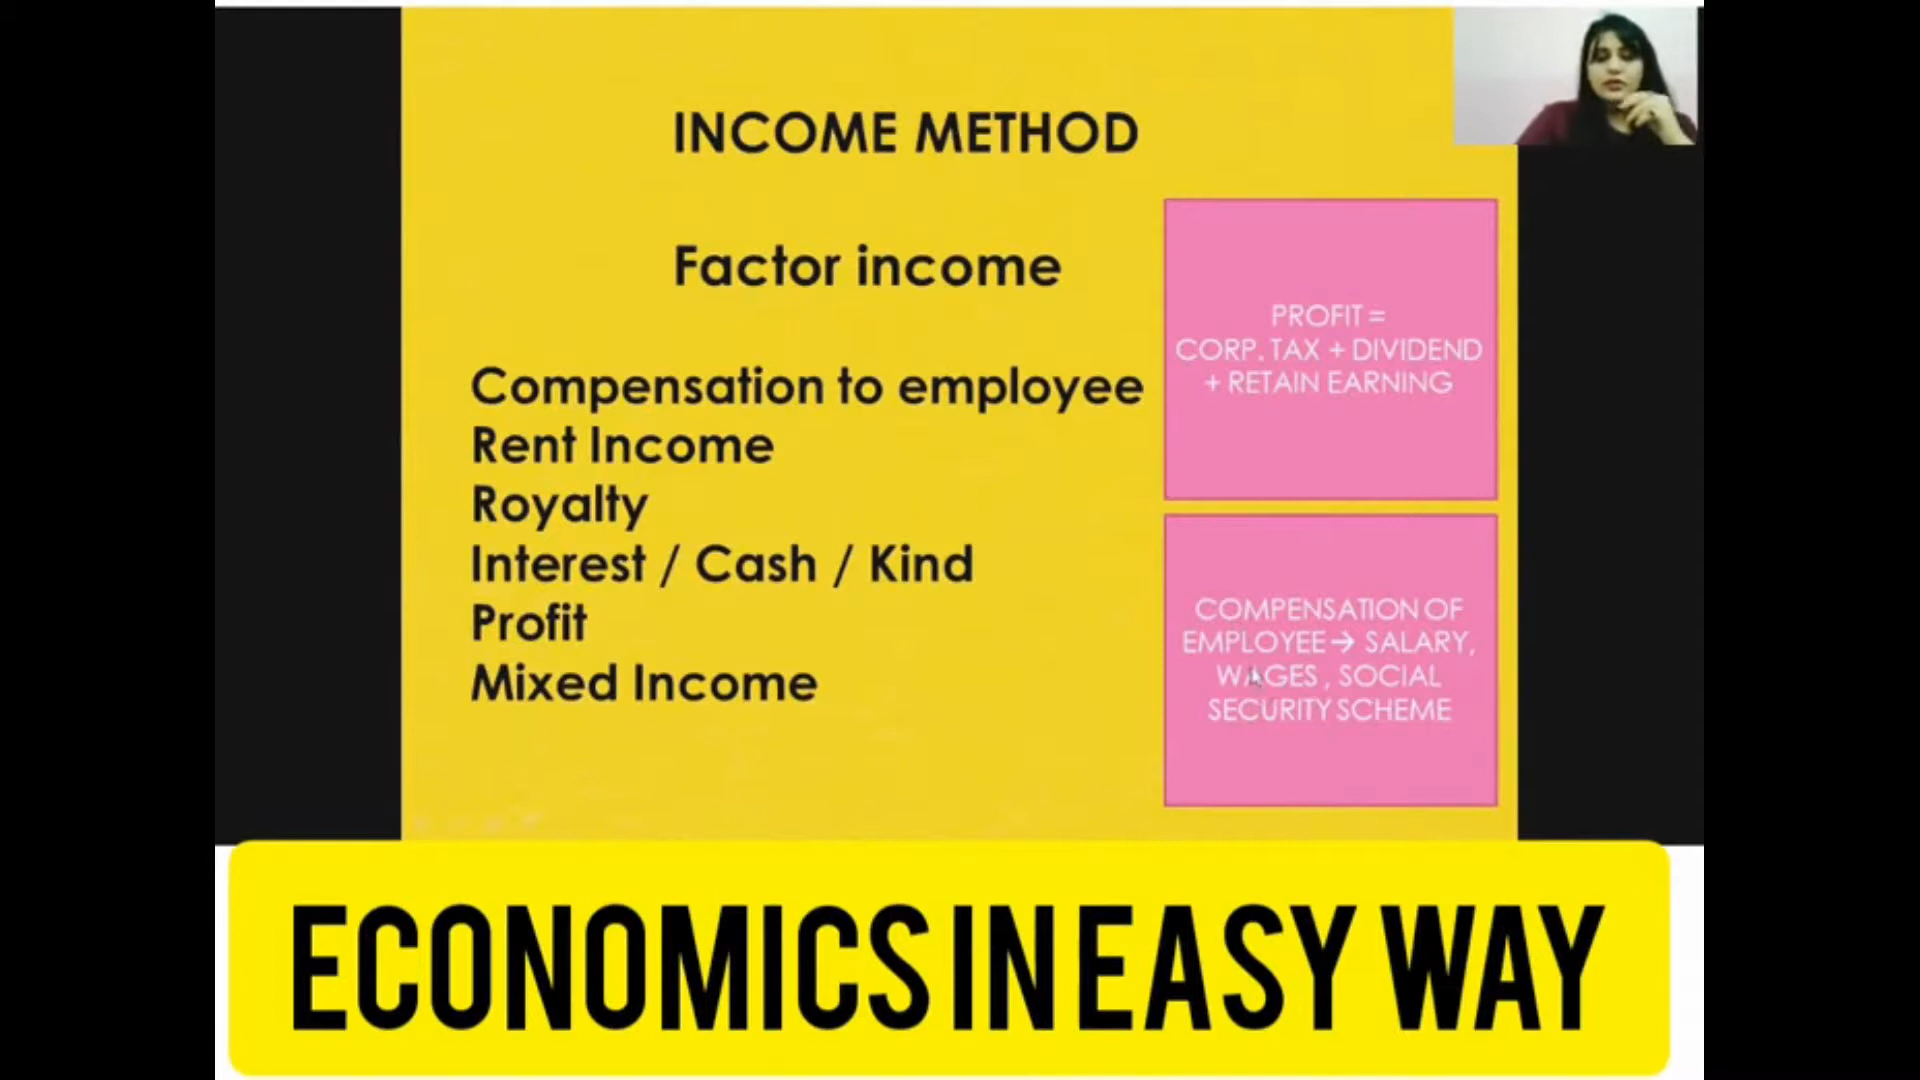 INCOME METHOD
Factor income
Compensation to employee
Rent Income
Royalty
Interest / Cash / Kind
Profit
Mixed Income
PROFIT =
CORP. TAX + DIVIDEND
+ RETAIN EARNING
COMPENSATION OF
EMPLOYEE→ SALARY,
WAGES , SOCIAL
SECURITY SCHEME
ECONOMICS IN EASY WAY